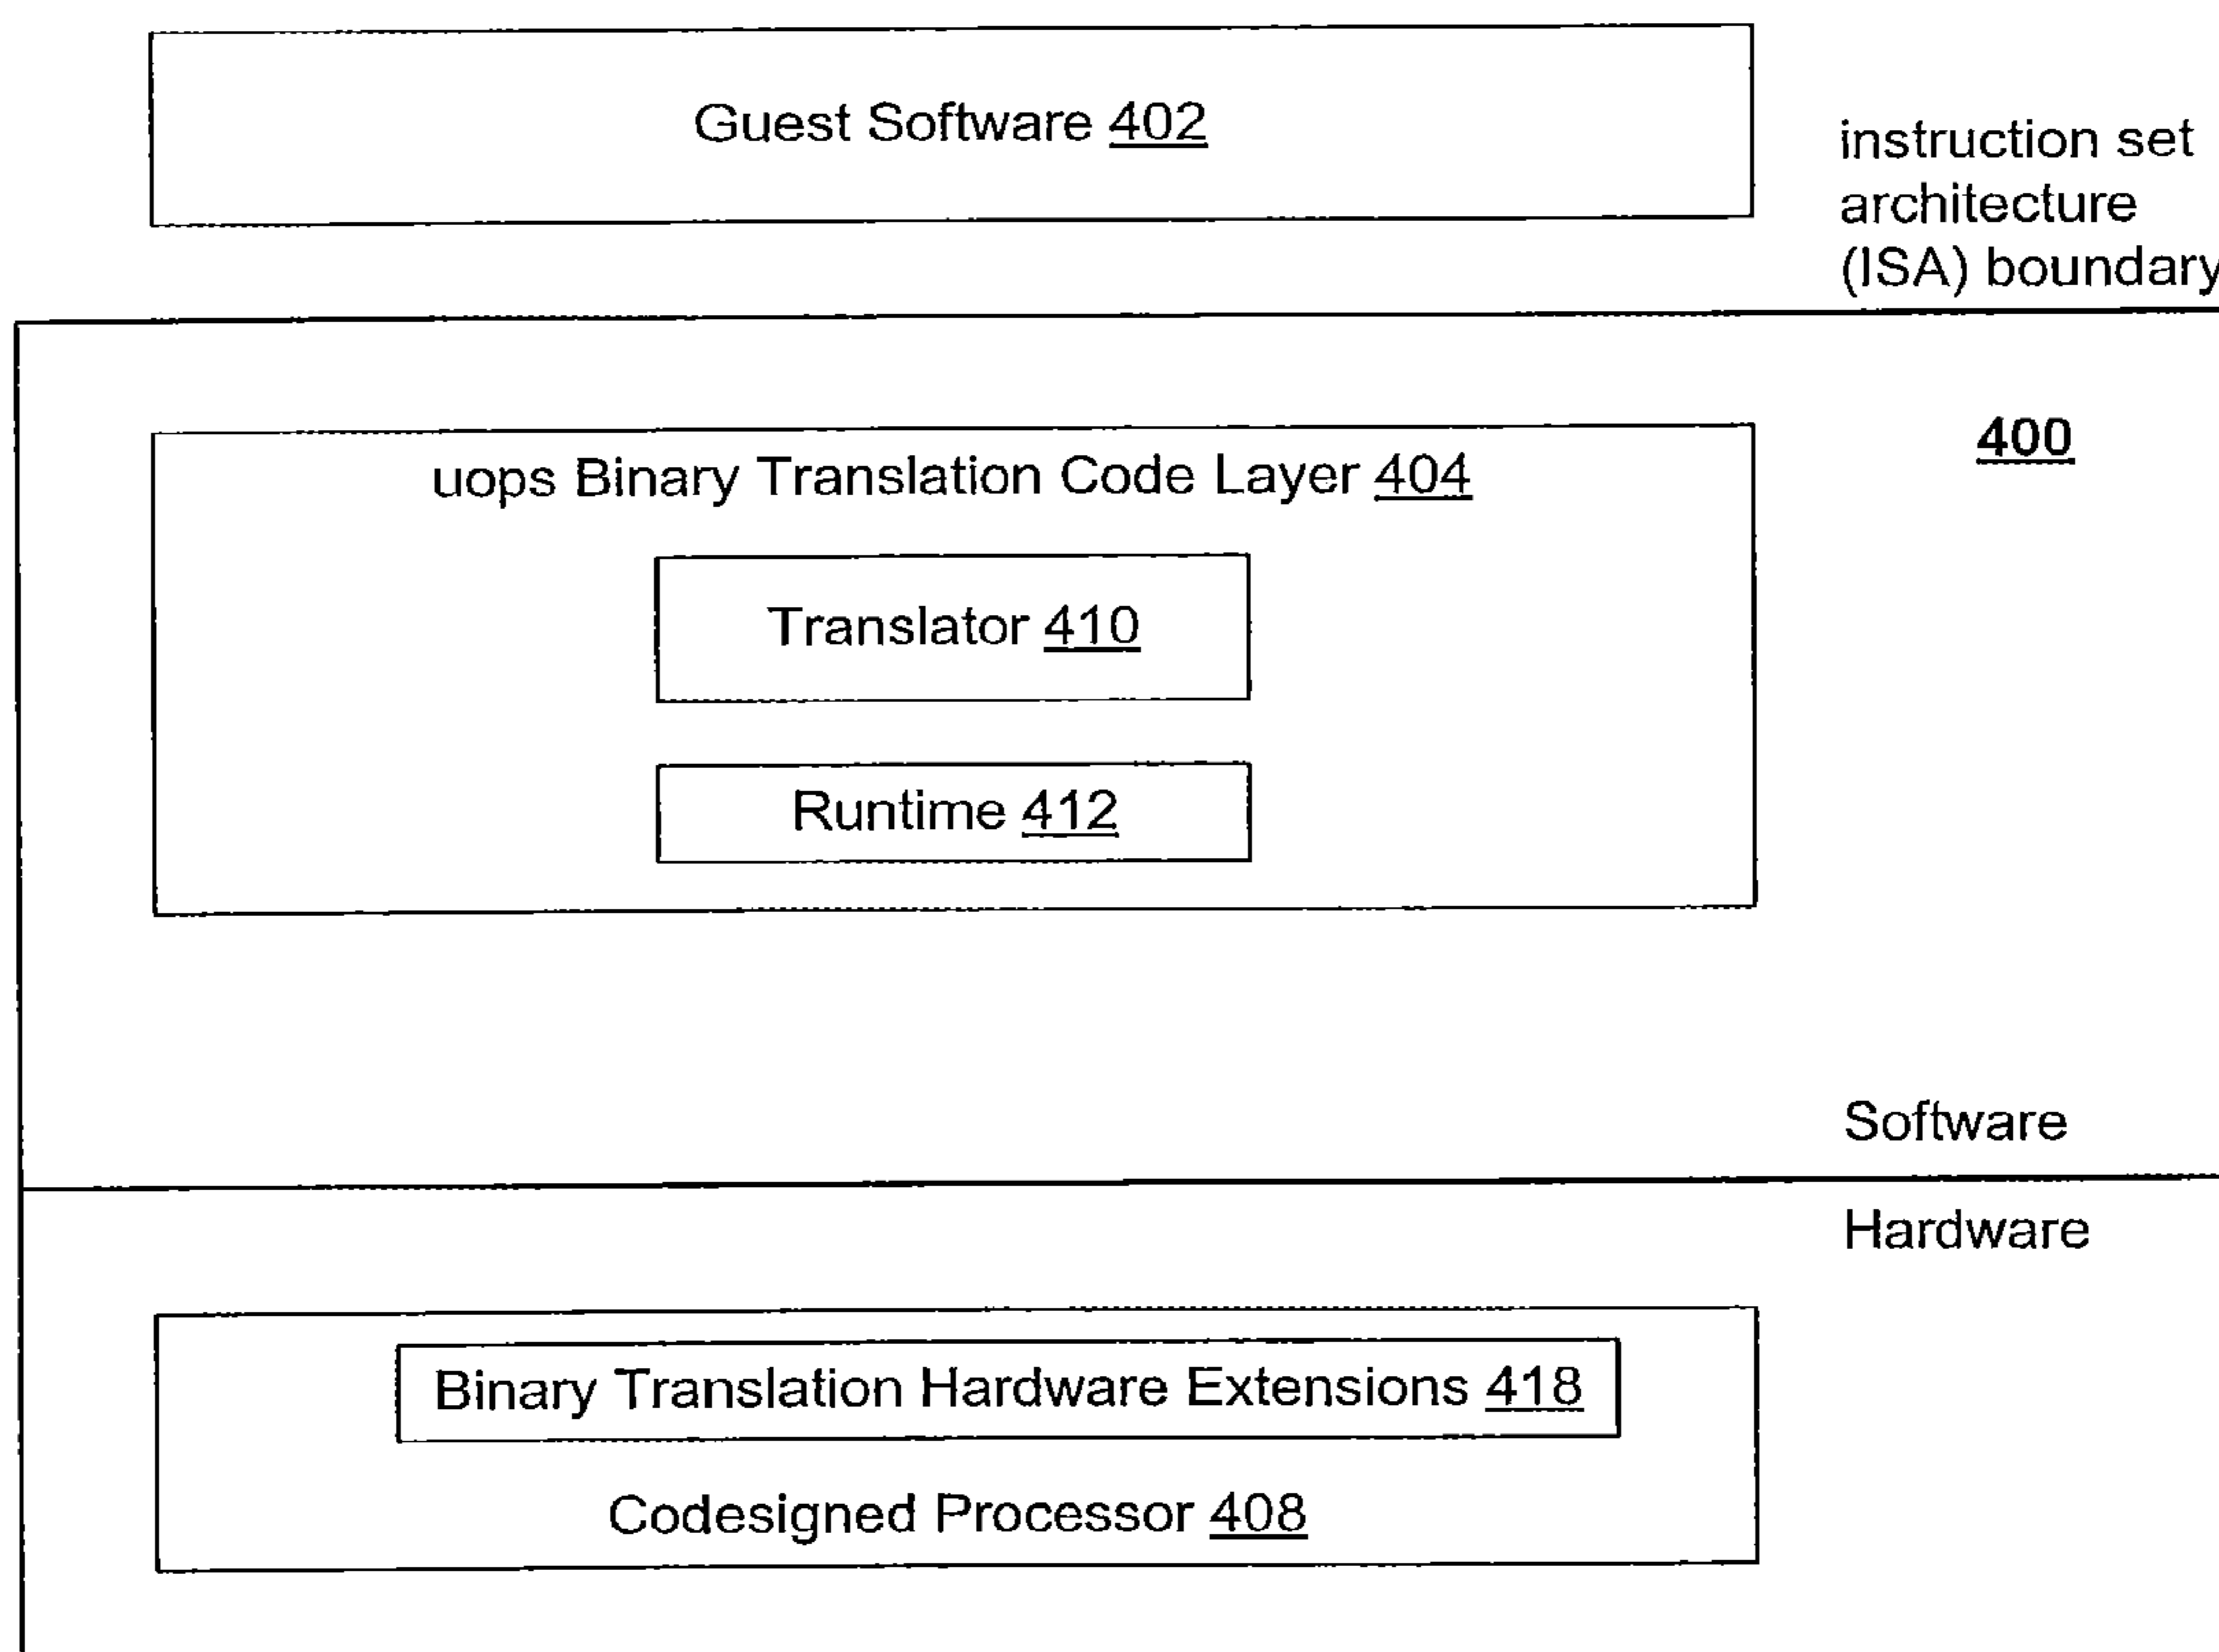 Guest Software 402
instruction set
architecture
(ISA) boundary
400
uops Binary Translation Code Layer 404
Translator 410
Runtime 412
Software
Hardware
Binary Translation Hardware Extensions 418
Codesigned Processor 408